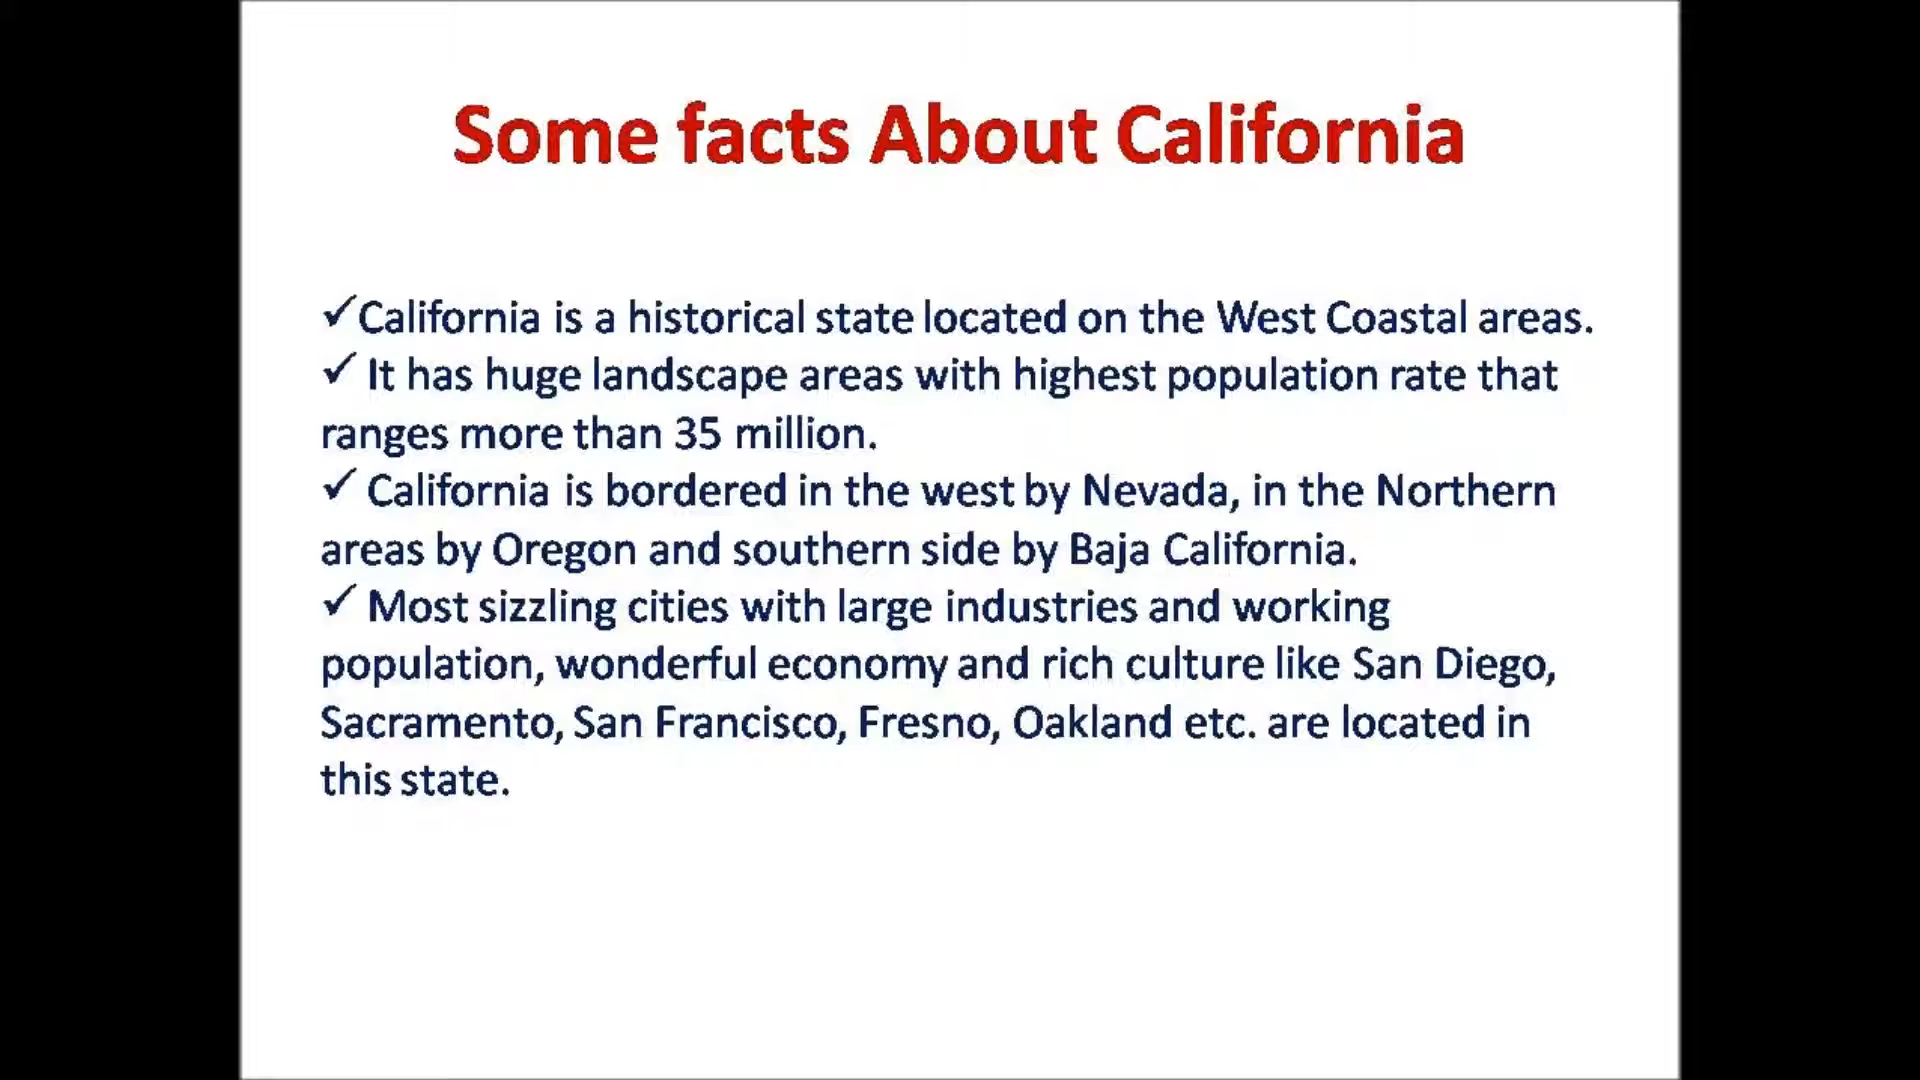 Some facts About California
✓California is a historical state located on the West Coastal areas.
✓ It has huge landscape areas with highest population rate that
ranges more than 35 million.
✓ California is bordered in the west by Nevada, in the Northern
areas by Oregon and southern side by Baja California.
✓ Most sizzling cities with large industries and working
population, wonderful economy and rich culture like San Diego,
Sacramento, San Francisco, Fresno, Oakland etc. are located in
this state.